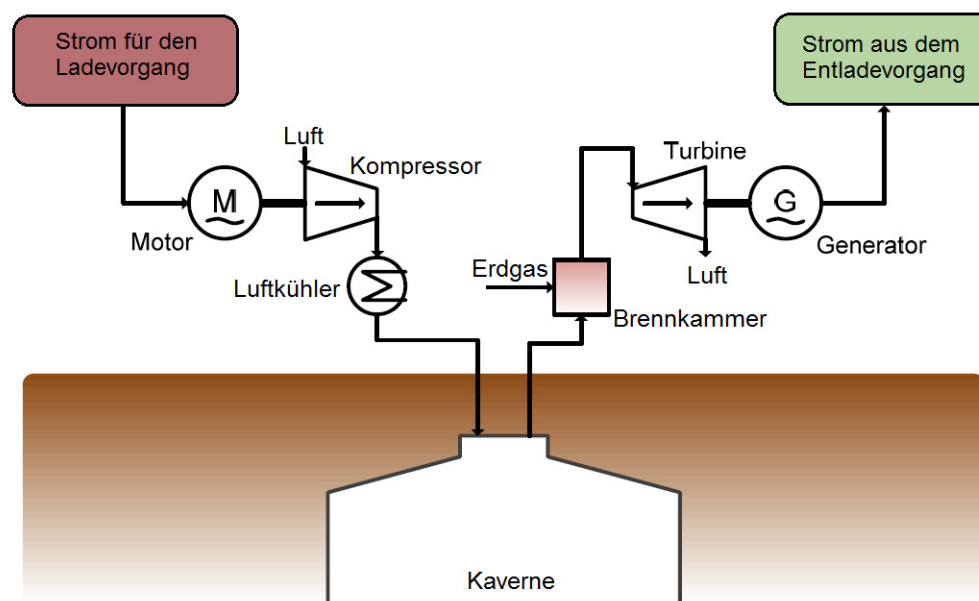 Strom für den
Ladevorgang
Strom aus dem
Entladevorgang
Luft
Kompressor
Turbine
M
G
Motor
Generator
Luftkühler
Erdgas
Luft
Brennkammer
Kaverne